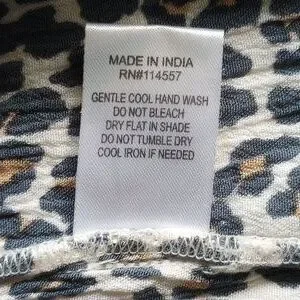 MADE IN INDIA
RN#114557
GENTLE COOL HAND WASH
DO NOT BLEACH
DRY FLAT IN SHADE
DO NOT TUMBLE DRY
COOL IRON IF NEEDED